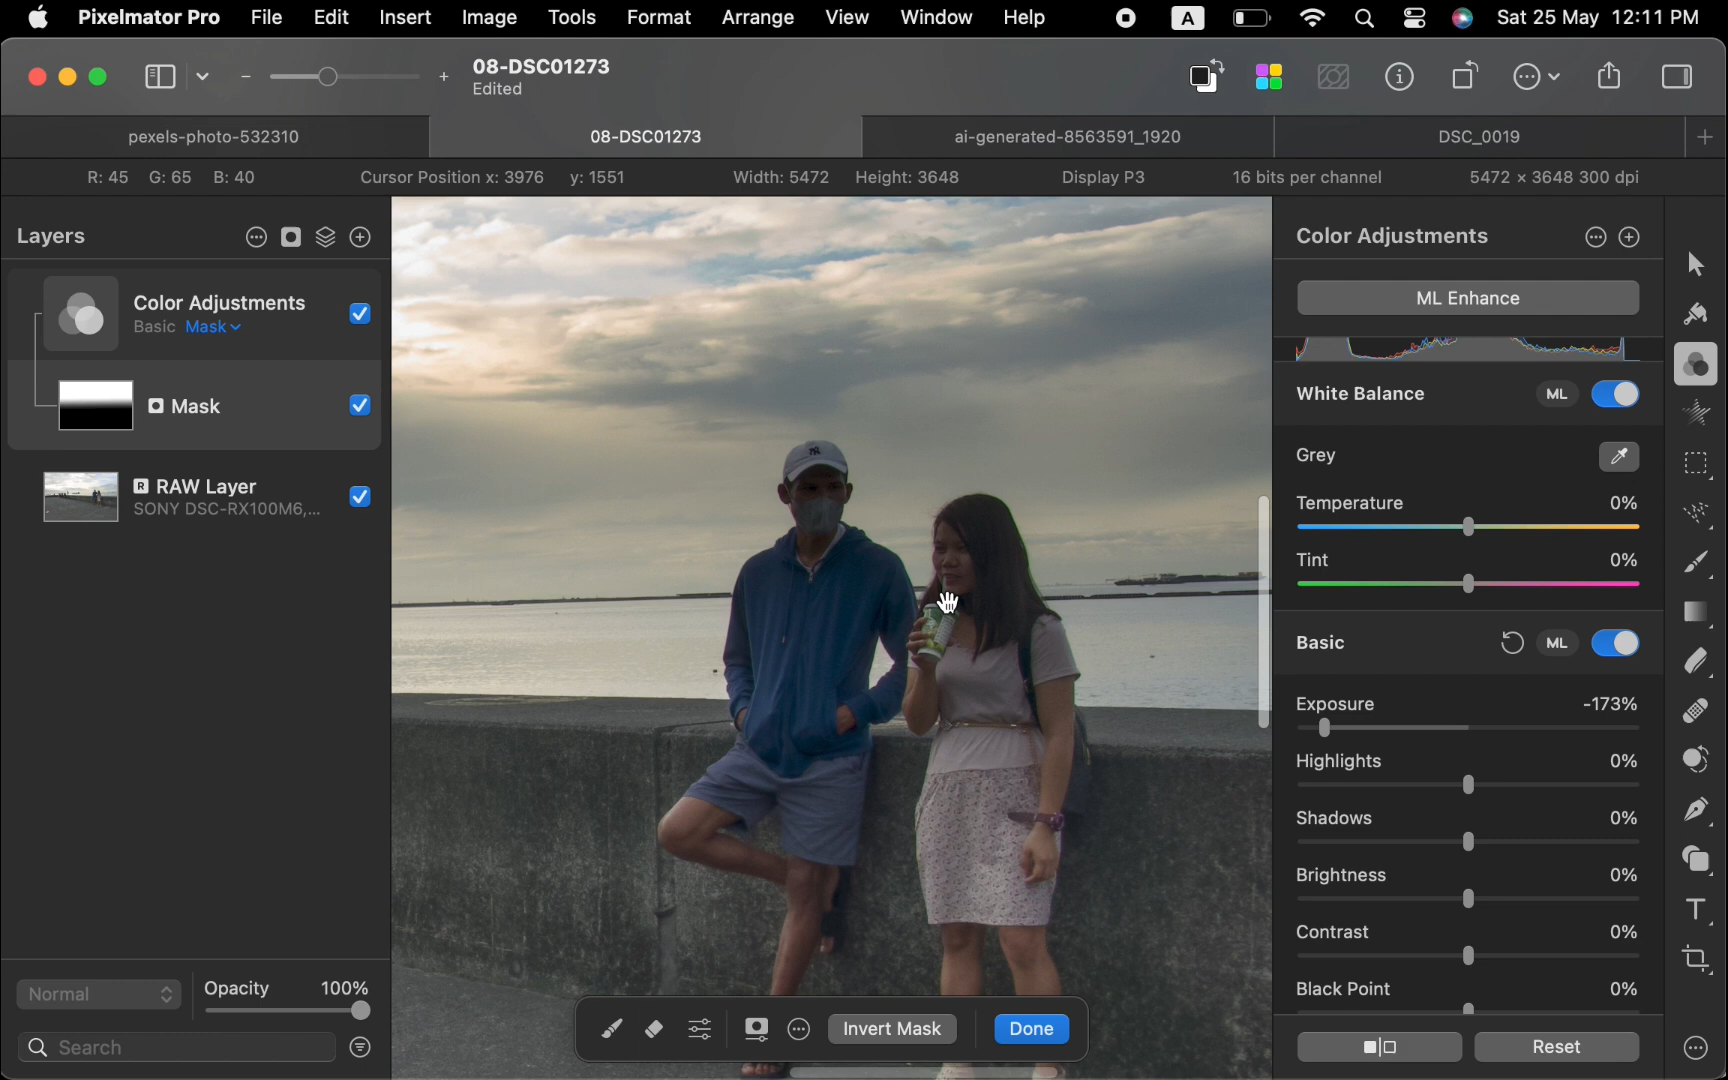 Pixelmator Pro File Edit Insert Image Tools Format Arrange View Window Help A Sat 25 May 12:11 PM
08-DSC01273
Edited
pexels-photo-532310 08-DSC01273 ai-generated-8563591_1920 DSC_0019
R: 45 G: 65 B: 40 Cursor Position x: 3976 y: 1551 Width: 5472 Height: 3648 Display P3 16 bits per channel 5472 × 3648 300 dpi
Layers
Color Adjustments
Basic Mask
Mask
R RAW Layer
SONY DSC-RX100M6,...
Normal
Opacity 100%
Search
Invert Mask Done
Color Adjustments
ML Enhance
White Balance ML
Grey
Temperature 0%
Tint 0%
Basic ML
Exposure -173%
Highlights 0%
Shadows 0%
Brightness 0%
Contrast 0%
Black Point 0%
Reset